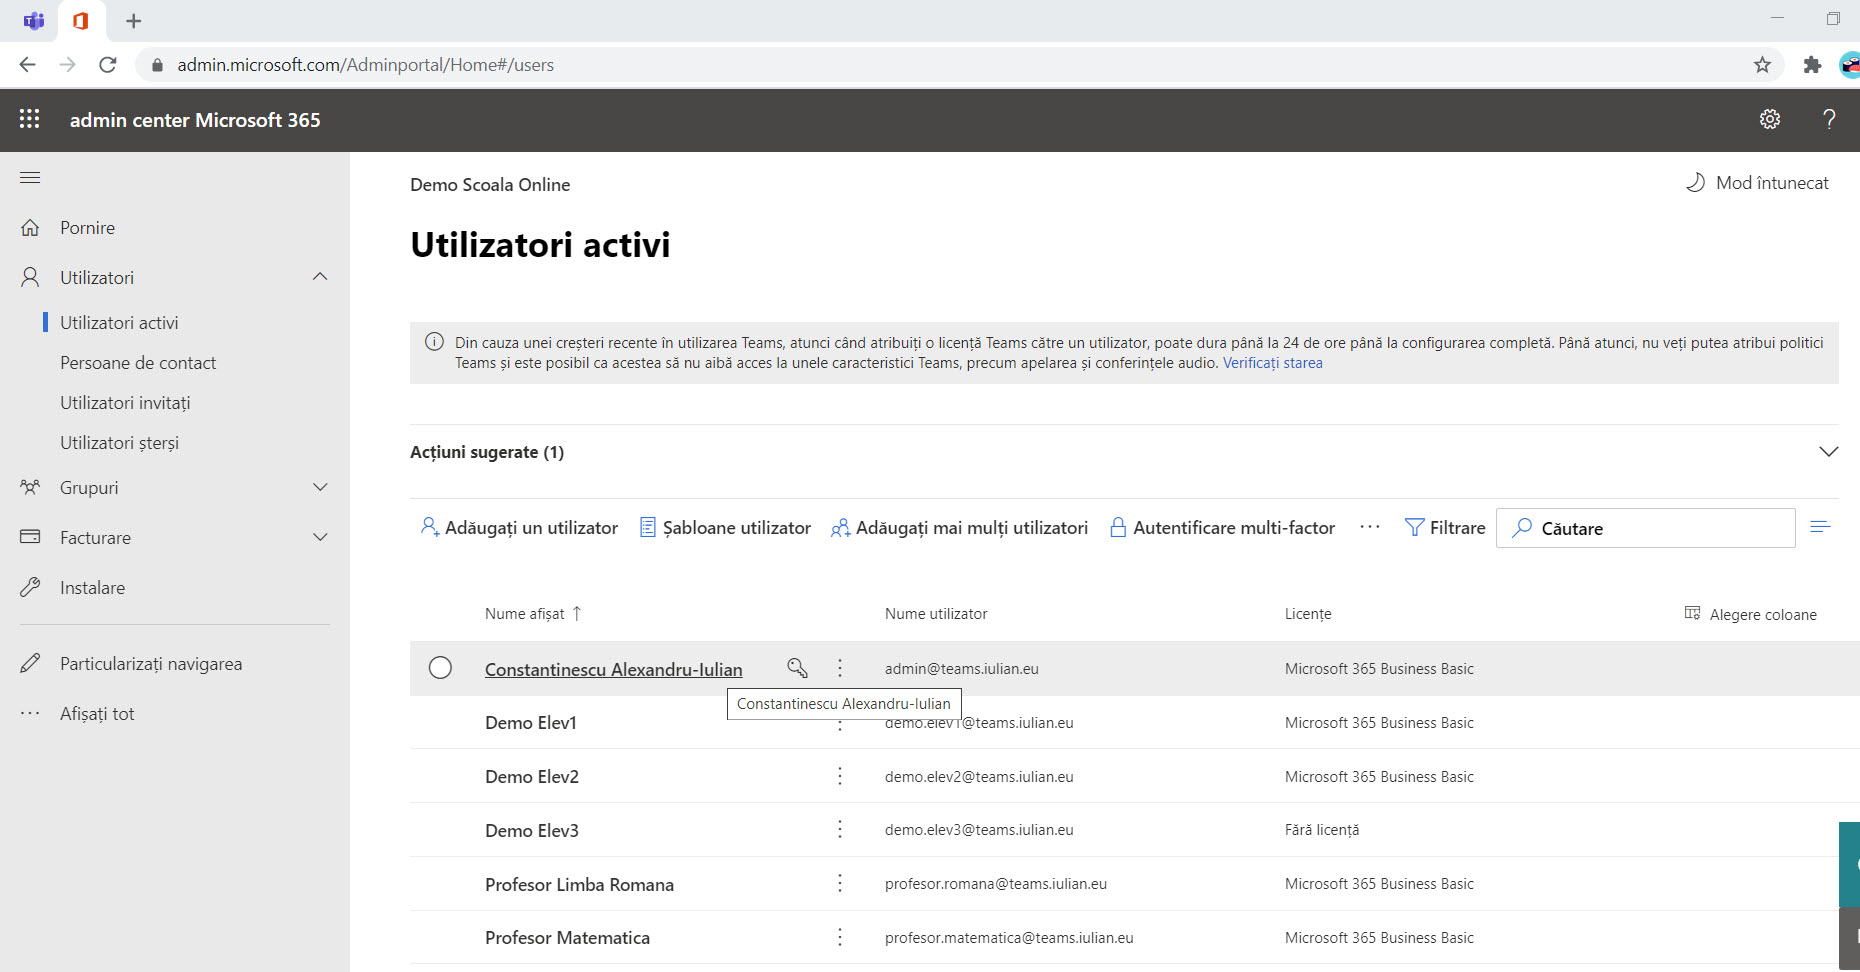 admin.microsoft.com/Adminportal/Home#/users
admin center Microsoft 365
?
Demo Scoala Online
Mod întunecat
Pornire
Utilizatori activi
Utilizatori
Utilizatori activi
Persoane de contact
Utilizatori invitați
Utilizatori șterși
Grupuri
Facturare
Instalare
Particularizați navigarea
Afișați tot
Din cauza unei creșteri recente în utilizarea Teams, atunci când atribuiți o licență Teams către un utilizator, poate dura până la 24 de ore până la configurarea completă. Până atunci, nu veți putea atribui politici
Teams și este posibil ca acestea să nu aibă acces la unele caracteristici Teams, precum apelarea și conferințele audio. Verificați starea
Acțiuni sugerate (1)
Adăugați un utilizator
Șabloane utilizator
Adăugați mai mulți utilizatori
Autentificare multi-factor
Filtrare
Căutare
Nume afișat ↑
Nume utilizator
Licențe
Alegere coloane
Constantinescu Alexandru-Iulian
admin@teams.iulian.eu
Microsoft 365 Business Basic
Constantinescu Alexandru-Iulian
Demo Elev1
demo.elev1@teams.iulian.eu
Microsoft 365 Business Basic
Demo Elev2
demo.elev2@teams.iulian.eu
Microsoft 365 Business Basic
Demo Elev3
demo.elev3@teams.iulian.eu
Fără licență
Profesor Limba Romana
profesor.romana@teams.iulian.eu
Microsoft 365 Business Basic
Profesor Matematica
profesor.matematica@teams.iulian.eu
Microsoft 365 Business Basic